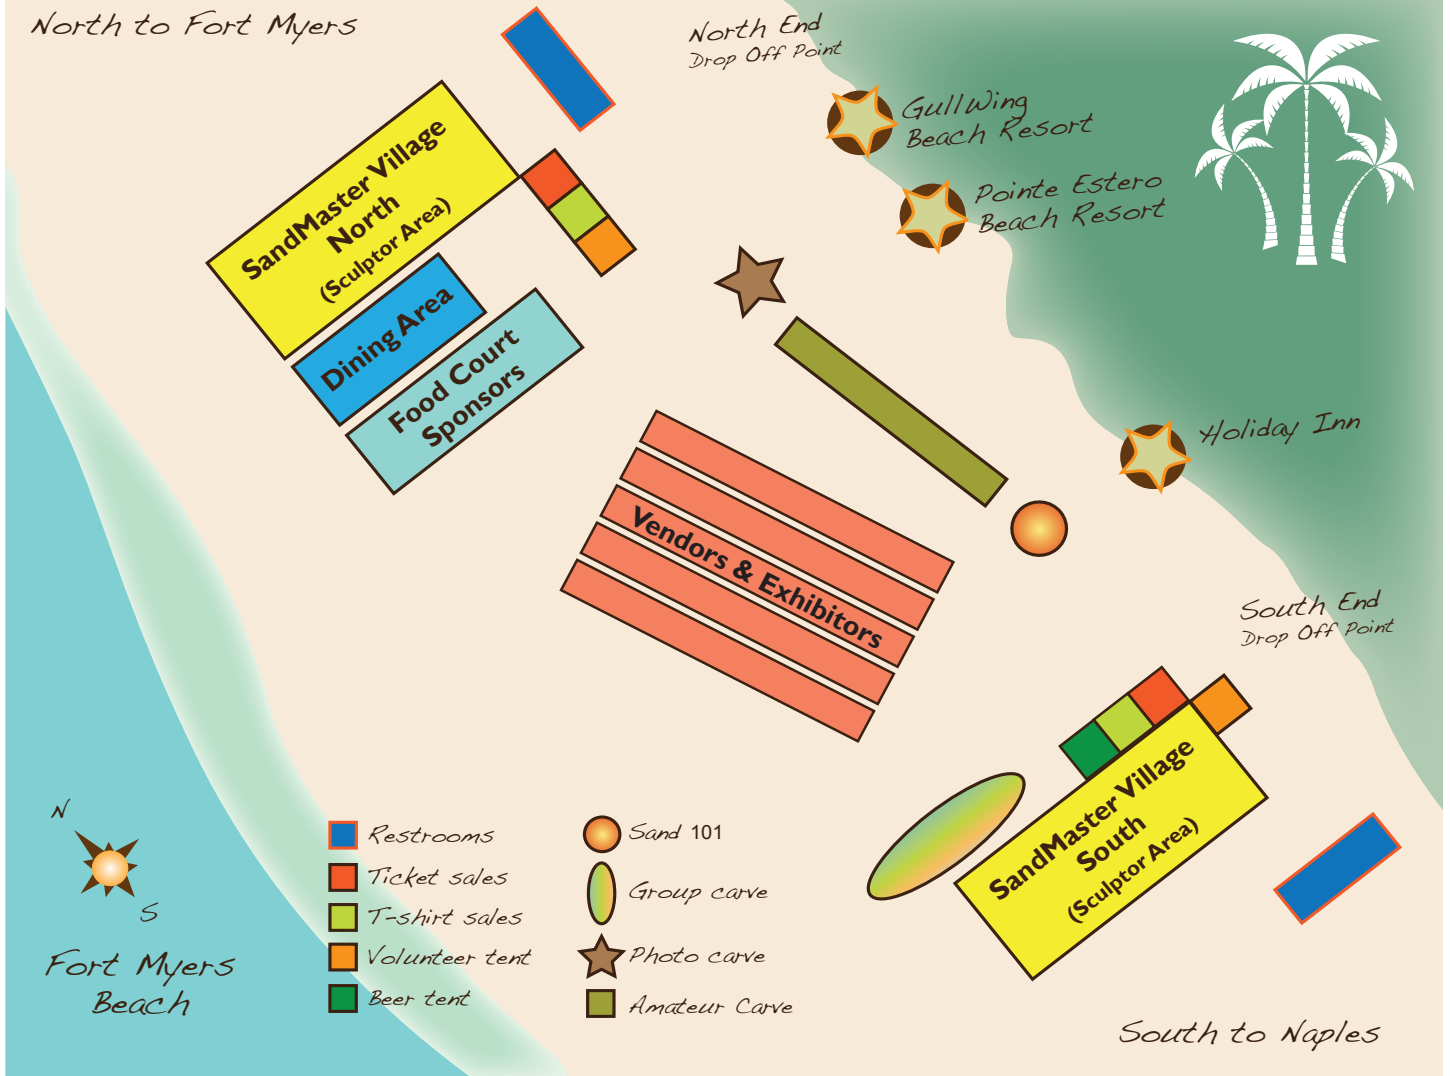 North to Fort Myers
North End
Drop Off Point
GullWing
Beach Resort
Pointe Estero
Beach Resort
SandMaster Village
North
(Sculptor Area)
Dining Area
Food Court
Sponsors
Holiday Inn
Vendors & Exhibitors
South End
Drop Off Point
SandMaster Village
South
(Sculptor Area)
N
S
Fort Myers
Beach
Restrooms
Ticket sales
T-shirt sales
Volunteer tent
Beer tent
Sand 101
Group carve
Photo carve
Amateur Carve
South to Naples